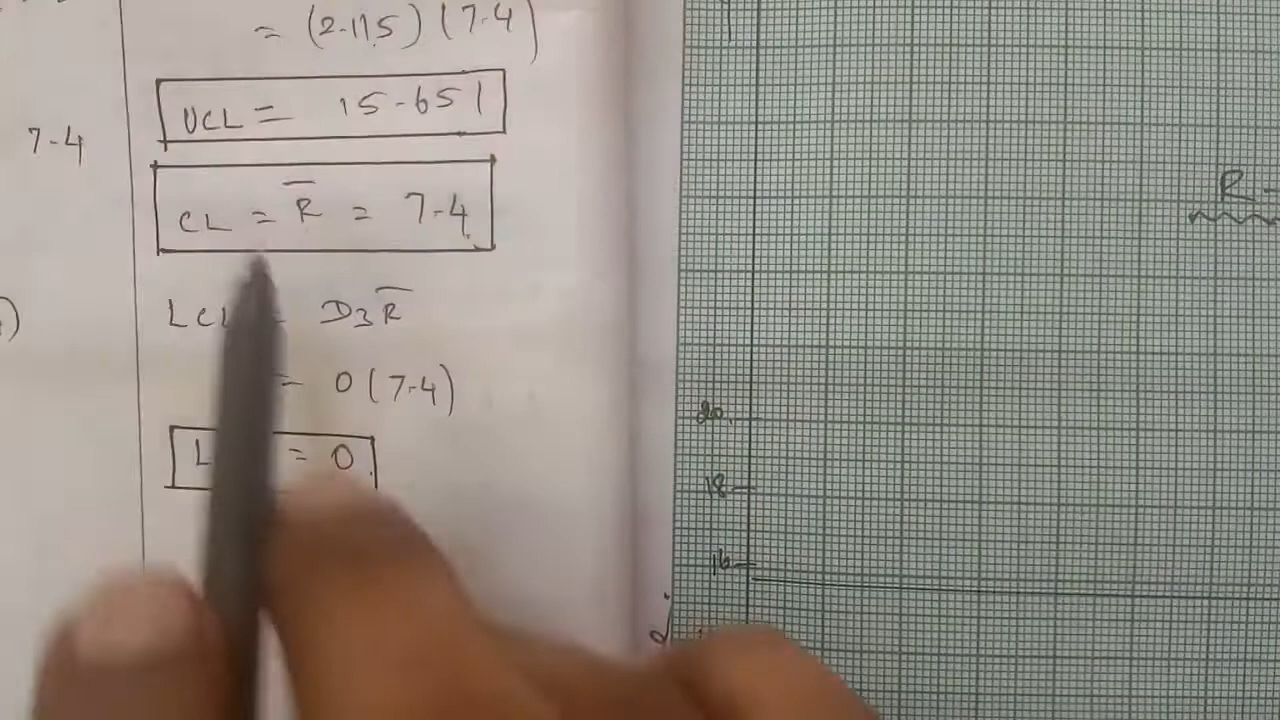 = (2.115) (7.4)
UCL = 15.651
7.4
CL = R̅ = 7.4
LCL = D3R̅
= 0(7.4)
= 0
R-
20
18
16